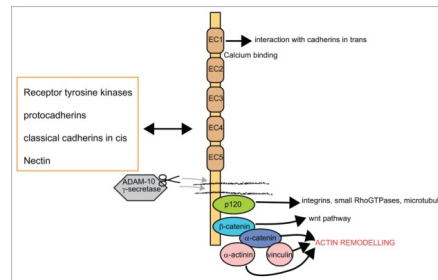 EC1
interaction with cadherins in trans
Calcium binding
EC2
EC3
EC4
EC5
Receptor tyrosine kinases
protocadherins
classical cadherins in cis
Nectin
ADAM-10
γ-secretase
p120
integrins, small RhoGTPases, microtubul
β-catenin
wnt pathway
α-catenin
ACTIN REMODELLING
α-actinin
vinculin